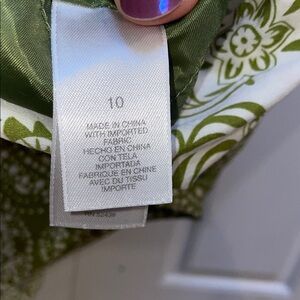 10
MADE IN CHINA
WITH IMPORTED
FABRIC
HECHO EN CHINA
CON TELA
IMPORTADA
FABRIQUE EN CHINE
AVEC DU TISSU
IMPORTE